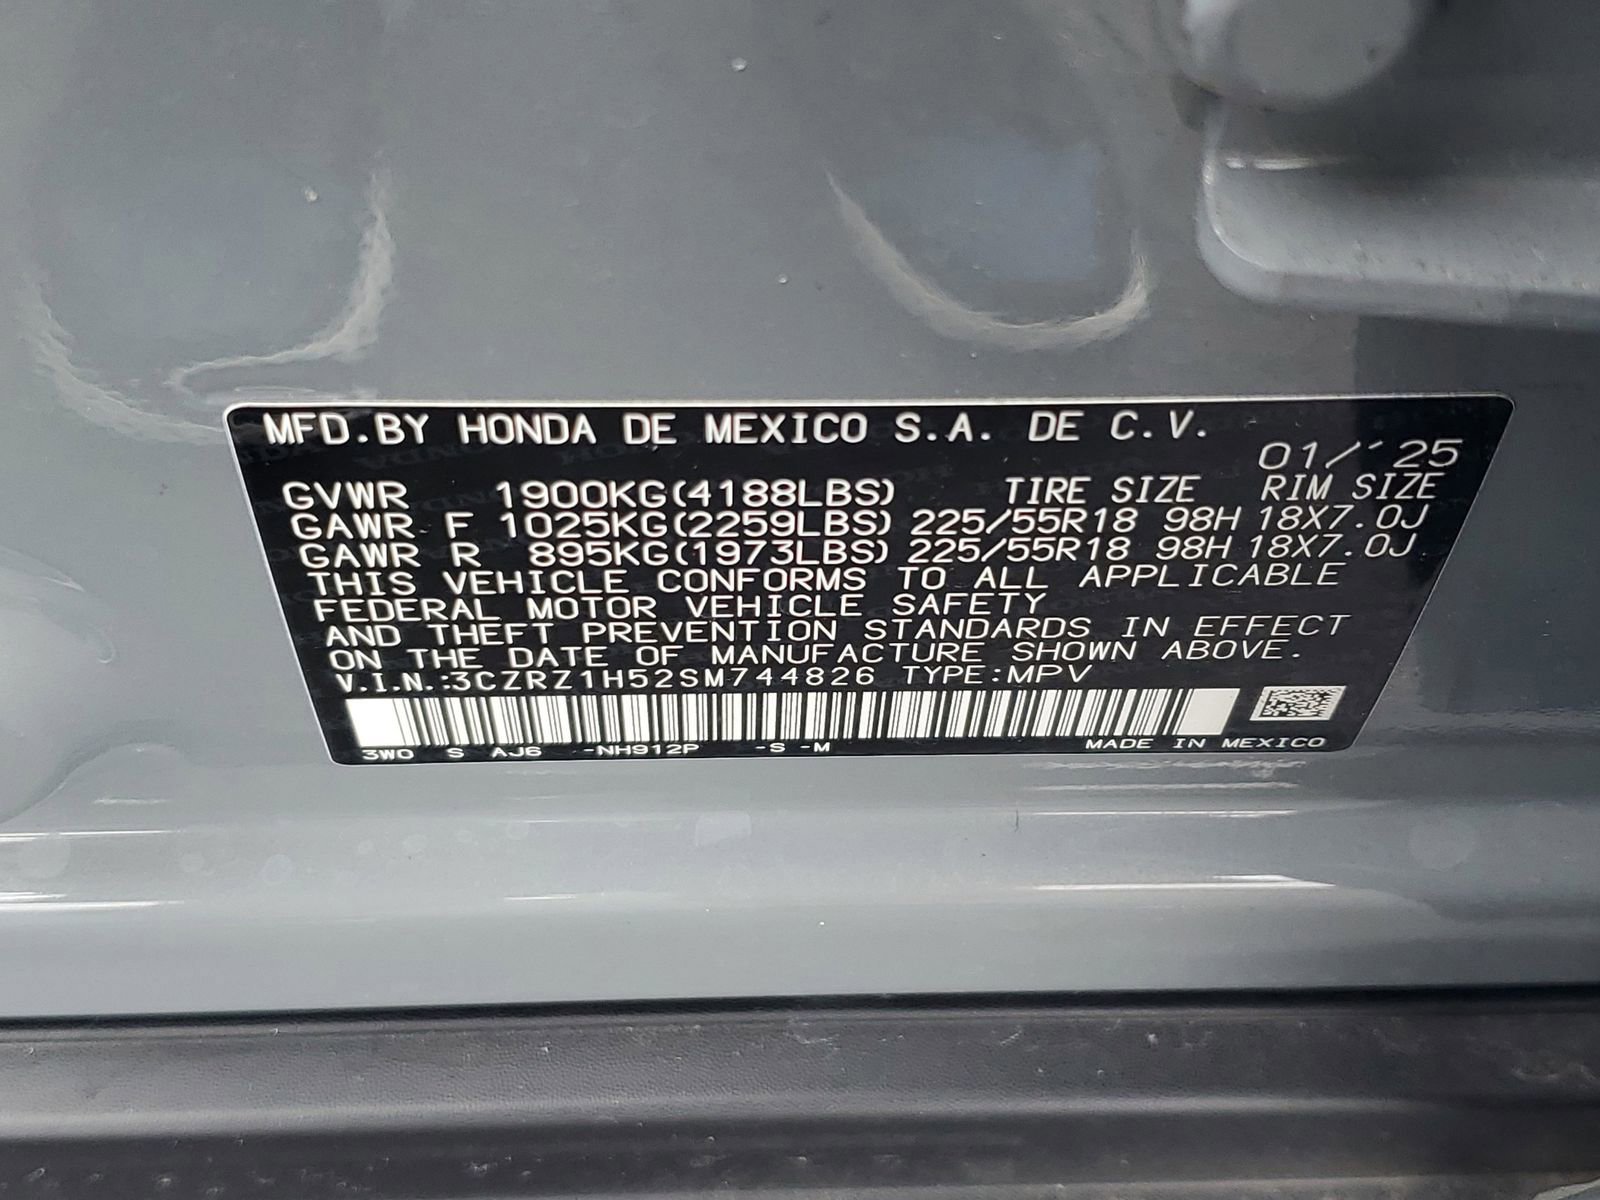 MFD.BY HONDA DE MEXICO S.A. DE C.V.
01/'25
GVWR 1900KG(4188LBS) TIRE SIZE RIM SIZE
GAWR F 1025KG(2259LBS) 225/55R18 98H 18X7.0J
GAWR R 895KG(1973LBS) 225/55R18 98H 18X7.0J
THIS VEHICLE CONFORMS TO ALL APPLICABLE
FEDERAL MOTOR VEHICLE SAFETY
AND THEFT PREVENTION STANDARDS IN EFFECT
ON THE DATE OF MANUFACTURE SHOWN ABOVE.
V.I.N.:3CZRZ1H52SM744826 TYPE:MPV
3W0 S AJ6 -NH912P -S -M MADE IN MEXICO